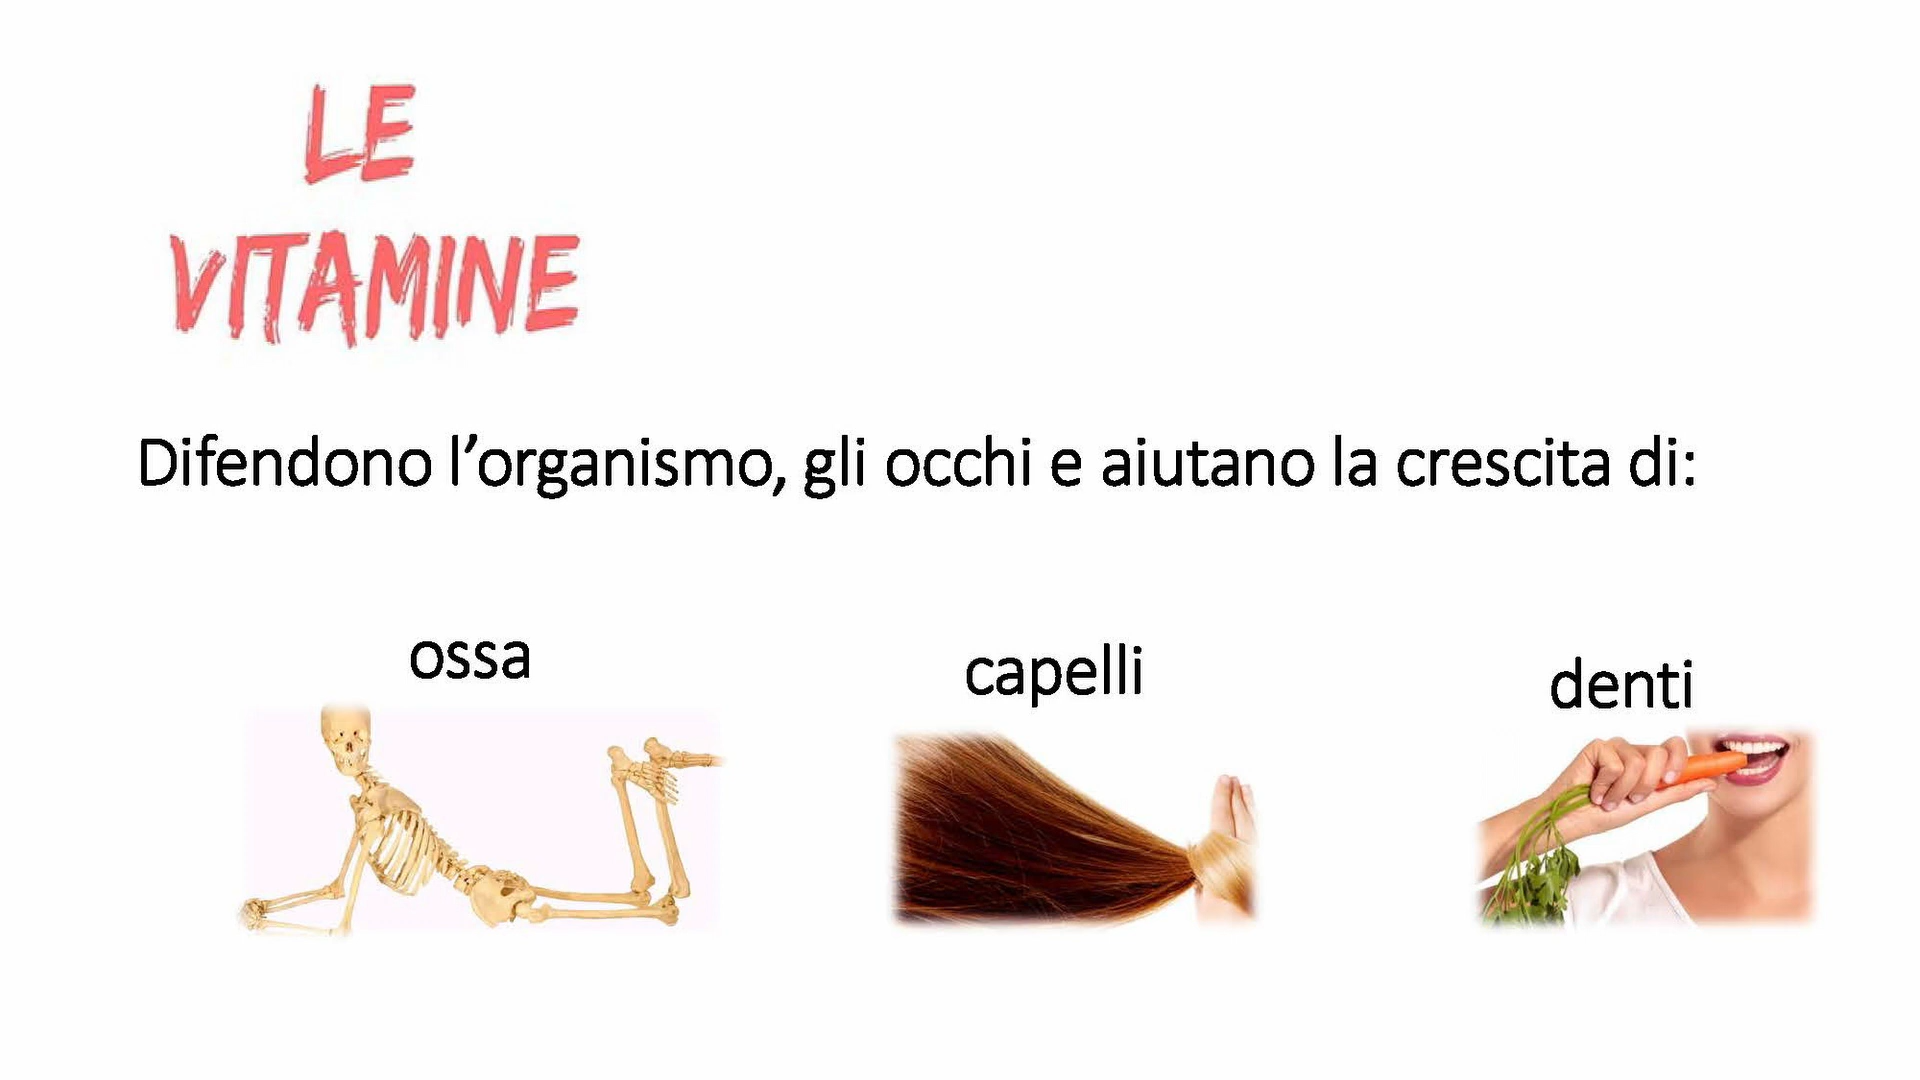 LE
VITAMINE
Difendono l’organismo, gli occhi e aiutano la crescita di:
ossa
capelli
denti